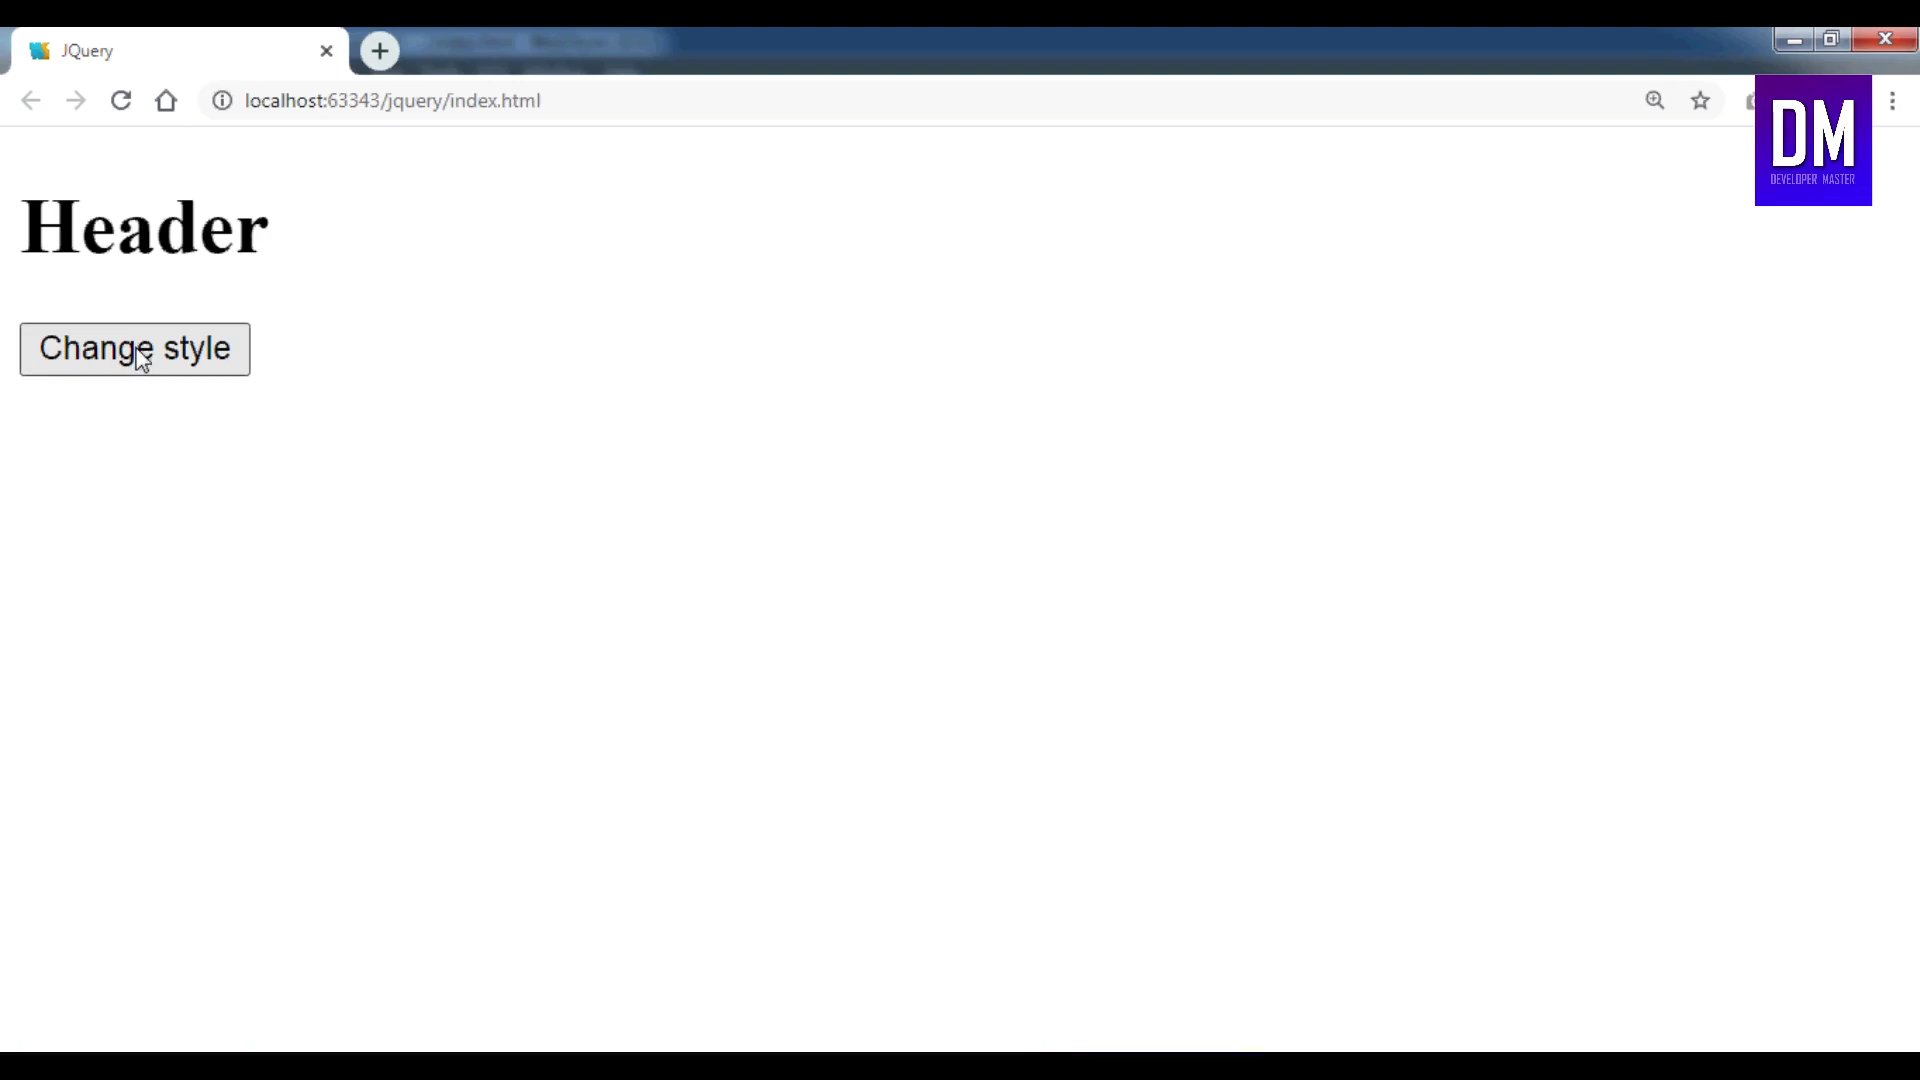 JQuery
localhost:63343/jquery/index.html
DM
DEVELOPER MASTER
Header
Change style